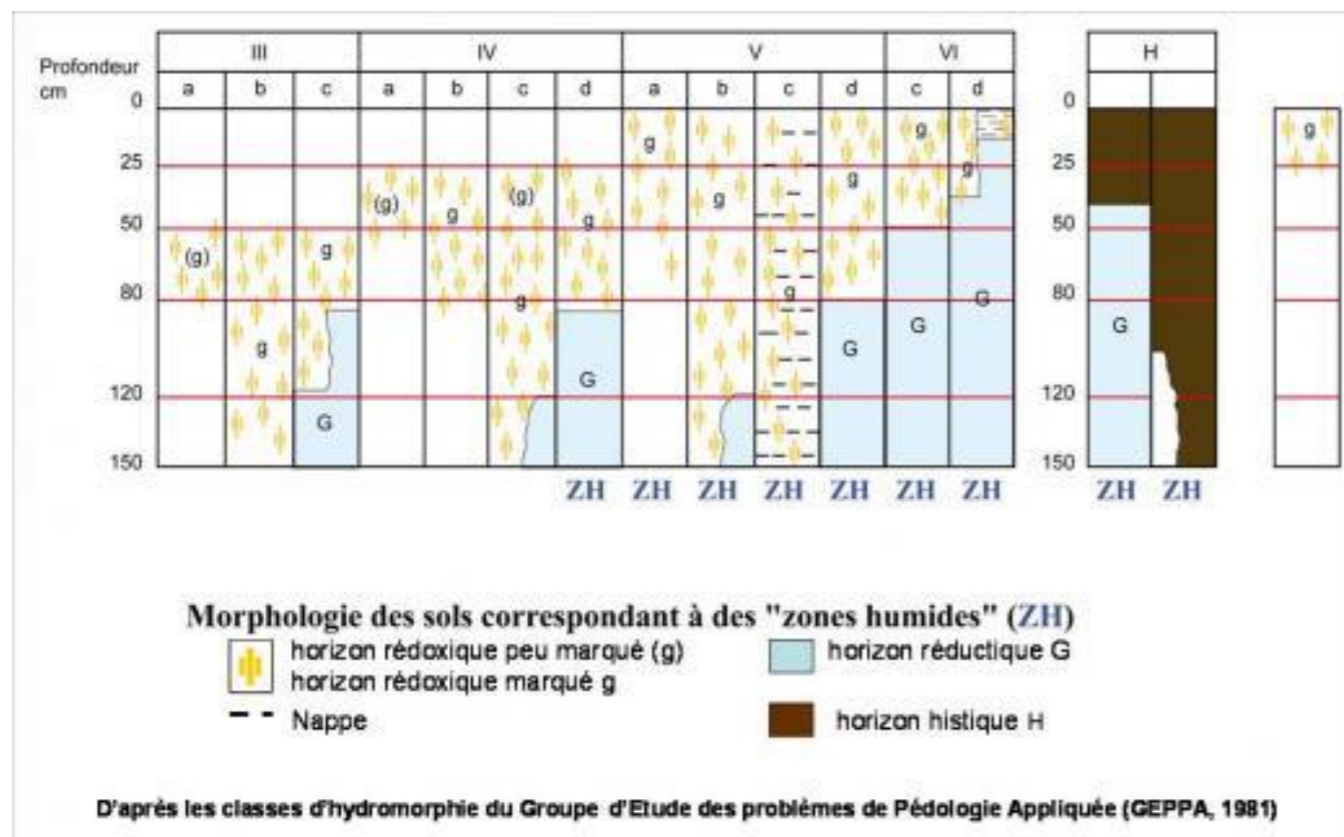 III IV V VI H
Profondeur
cm
a b c a b c d a b c d c d
0 0
g g g
25 25
(g) g (g) g g g g
50 50
(g) g
80 g g G 80
g G G G
120 G 120
G
150 150
ZH ZH ZH ZH ZH ZH ZH ZH ZH
Morphologie des sols correspondant à des "zones humides" (ZH)
horizon rédoxique peu marqué (g) horizon réductique G
horizon rédoxique marqué g
Nappe horizon histique H
D'après les classes d'hydromorphie du Groupe d'Etude des problèmes de Pédologie Appliquée (GEPPA, 1981)